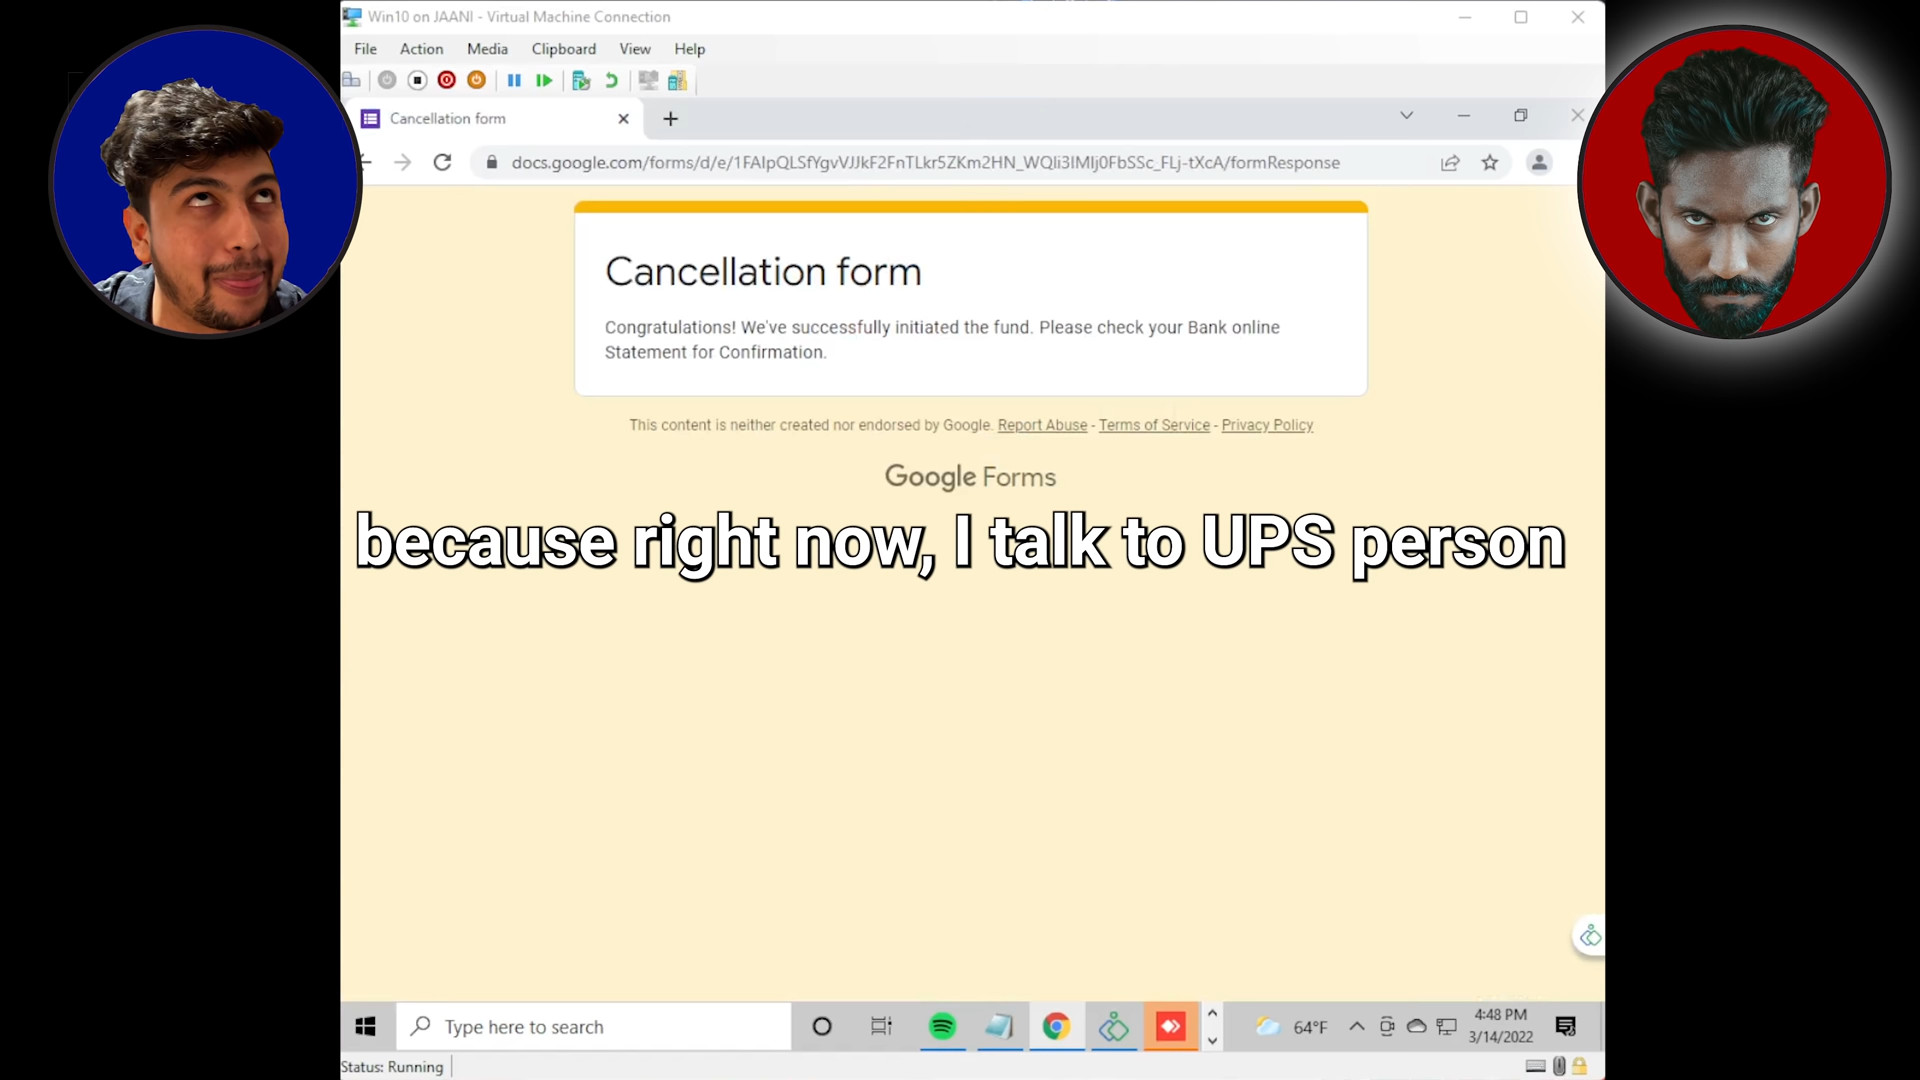 Win10 on JAANI - Virtual Machine Connection
File Action Media Clipboard View Help
Cancellation form
docs.google.com/forms/d/e/1FAIpQLSfYgvVJJkF2FnTLkr5ZKm2HN_WQli3IMIj0FbSSc_FLj-tXcA/formResponse
Cancellation form
Congratulations! We've successfully initiated the fund. Please check your Bank online
Statement for Confirmation.
This content is neither created nor endorsed by Google. Report Abuse - Terms of Service - Privacy Policy
Google Forms
because right now, I talk to UPS person
Type here to search
64°F
4:48 PM
3/14/2022
Status: Running